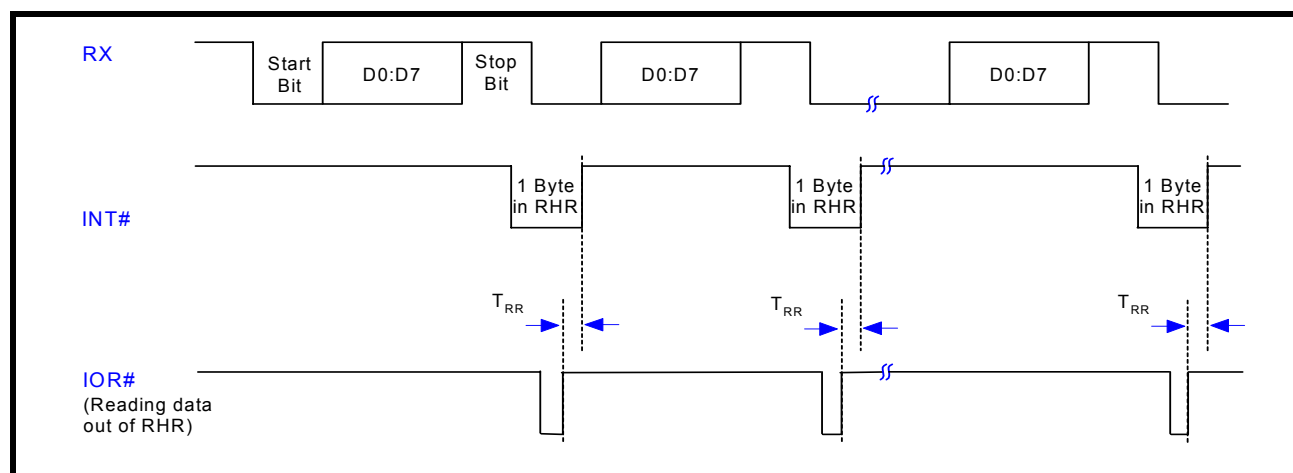 RX
Start
Bit
D0:D7
Stop
Bit
D0:D7
D0:D7
INT#
1 Byte
in RHR
1 Byte
in RHR
1 Byte
in RHR
TRR
TRR
TRR
IOR#
(Reading data
out of RHR)